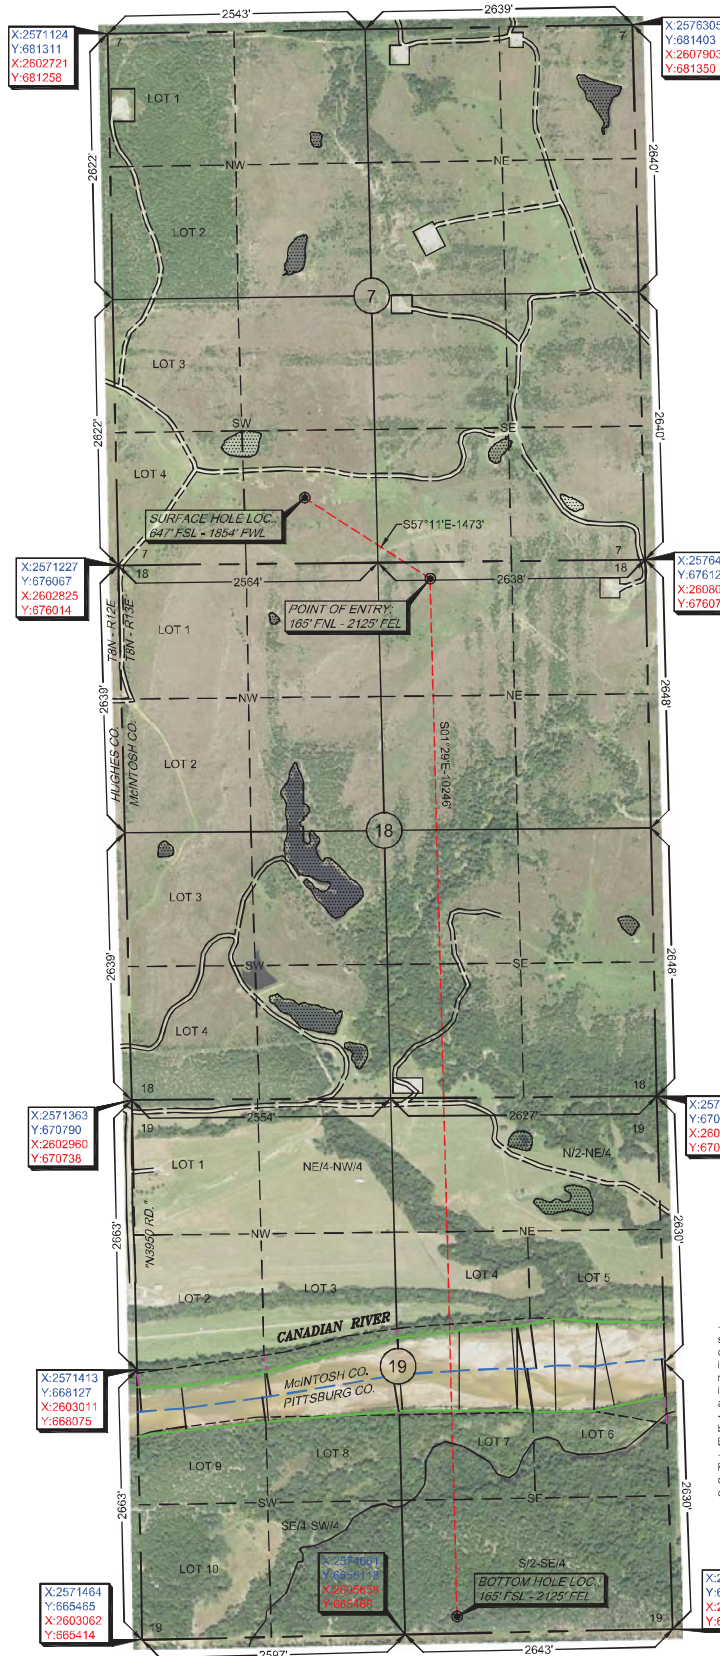 2543'
2639'
X:2571124
Y:681311
X:2602721
Y:681258
X:2576305
Y:681403
X:2607903
Y:681350
7
7
LOT 1
2622'
2640'
NW
NE
LOT 2
7
LOT 3
2622'
2640'
SW
SE
LOT 4
SURFACE HOLE LOC.:
647' FSL - 1854' FWL
S57°11'E-1473'
7
7
X:2571227
Y:676067
X:2602825
Y:676014
18
2564'
2638'
18
POINT OF ENTRY:
165' FNL - 2125' FEL
T8N - R12E
T8N - R13E
LOT 1
2639'
NW
NE
2648'
S01°29'E-10246'
HUGHES CO.
McINTOSH CO.
LOT 2
18
LOT 3
2639'
SW
SE
2648'
LOT 4
18
18
X:2571363
Y:670790
X:2602960
Y:670738
2554'
2627'
19
19
LOT 1
NE/4-NW/4
N/2-NE/4
2663'
"N3950 RD."
NW
NE
2630'
LOT 2
LOT 3
LOT 4
LOT 5
CANADIAN RIVER
19
McINTOSH CO.
PITTSBURG CO.
X:2571413
Y:668127
X:2603011
Y:668075
LOT 9
LOT 8
LOT 7
LOT 6
2663'
SW
SE
2630'
SE/4-SW/4
LOT 10
S/2-SE/4
BOTTOM HOLE LOC.:
165' FSL - 2125' FEL
X:2571464
Y:665465
X:2603062
Y:665414
19
19
2597'
2643'